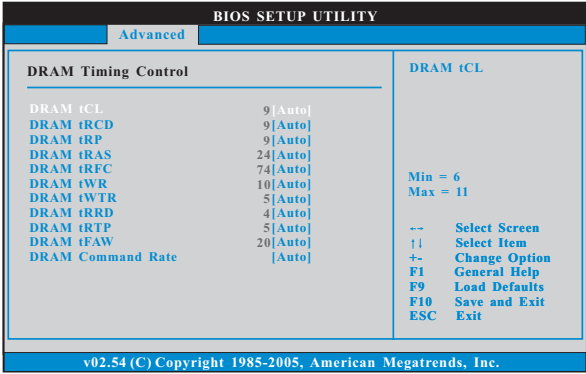 BIOS SETUP UTILITY
Advanced
DRAM Timing Control
DRAM tCL 9[Auto]
DRAM tRCD 9[Auto]
DRAM tRP 9[Auto]
DRAM tRAS 24[Auto]
DRAM tRFC 74[Auto]
DRAM tWR 10[Auto]
DRAM tWTR 5[Auto]
DRAM tRRD 4[Auto]
DRAM tRTP 5[Auto]
DRAM tFAW 20[Auto]
DRAM Command Rate [Auto]
DRAM tCL
Min = 6
Max = 11
←→ Select Screen
↑↓ Select Item
+- Change Option
F1 General Help
F9 Load Defaults
F10 Save and Exit
ESC Exit
v02.54 (C) Copyright 1985-2005, American Megatrends, Inc.